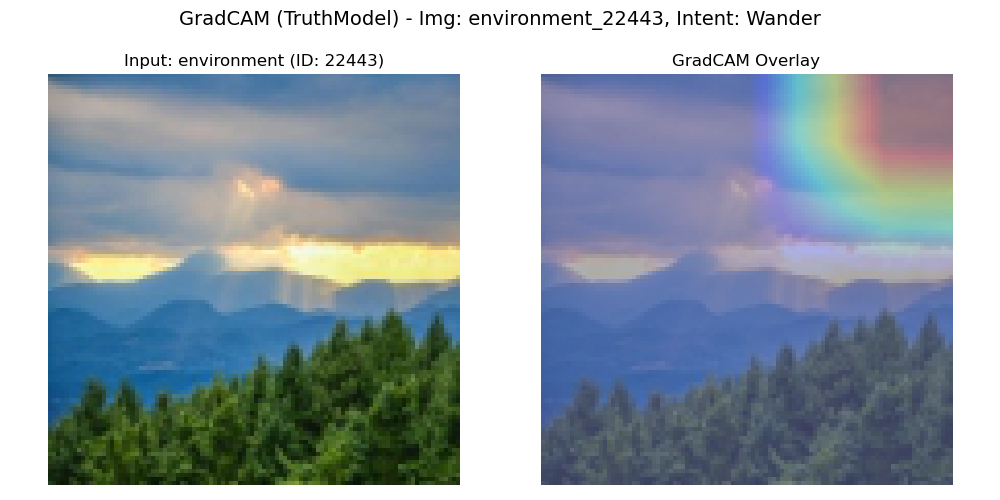 GradCAM (TruthModel) - Img: environment_22443, Intent: Wander
Input: environment (ID: 22443)
GradCAM Overlay